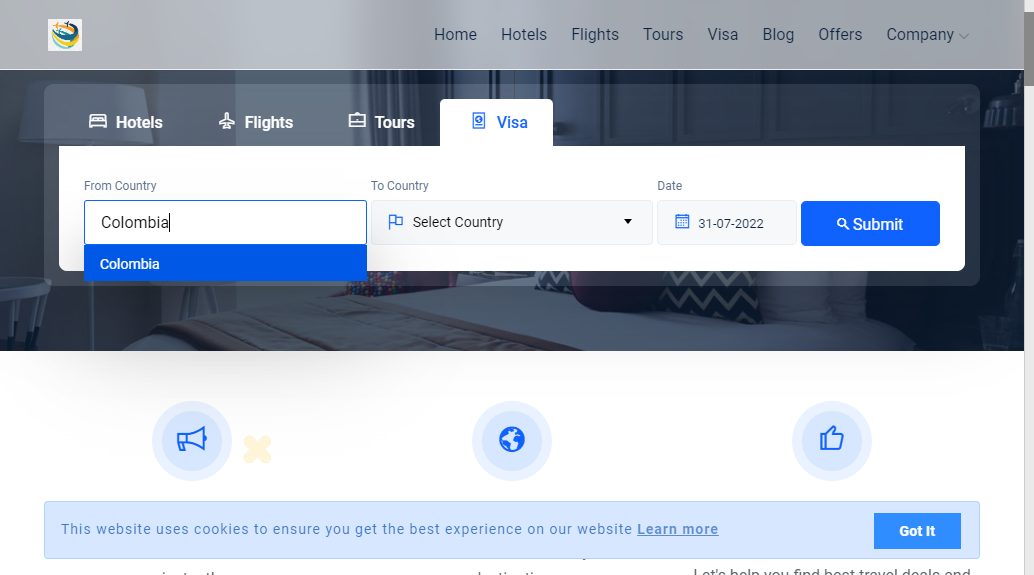 Home Hotels Flights Tours Visa Blog Offers Company
Hotels Flights Tours Visa
From Country To Country Date
Colombia Select Country 31-07-2022 Submit
Colombia
This website uses cookies to ensure you get the best experience on our website Learn more Got It
Let's help you find best travel deals and